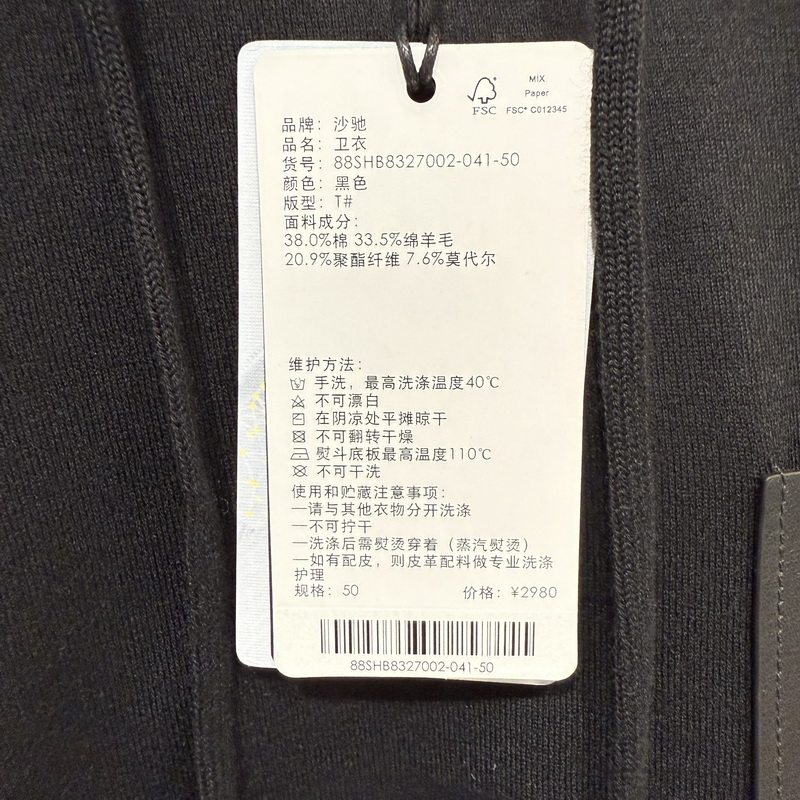 MIX
Paper
FSC
FSC® C012345
品牌：沙驰
品名：卫衣
货号：88SHB8327002-041-50
颜色：黑色
版型：T#
面料成分：
38.0%棉 33.5%绵羊毛
20.9%聚酯纤维 7.6%莫代尔
维护方法：
手洗，最高洗涤温度40℃
不可漂白
在阴凉处平摊晾干
不可翻转干燥
熨斗底板最高温度110℃
不可干洗
使用和贮藏注意事项：
—请与其他衣物分开洗涤
—不可拧干
—洗涤后需熨烫穿着（蒸汽熨烫）
—如有配皮，则皮革配料做专业洗涤
护理
规格：50 价格：¥2980
88SHB8327002-041-50